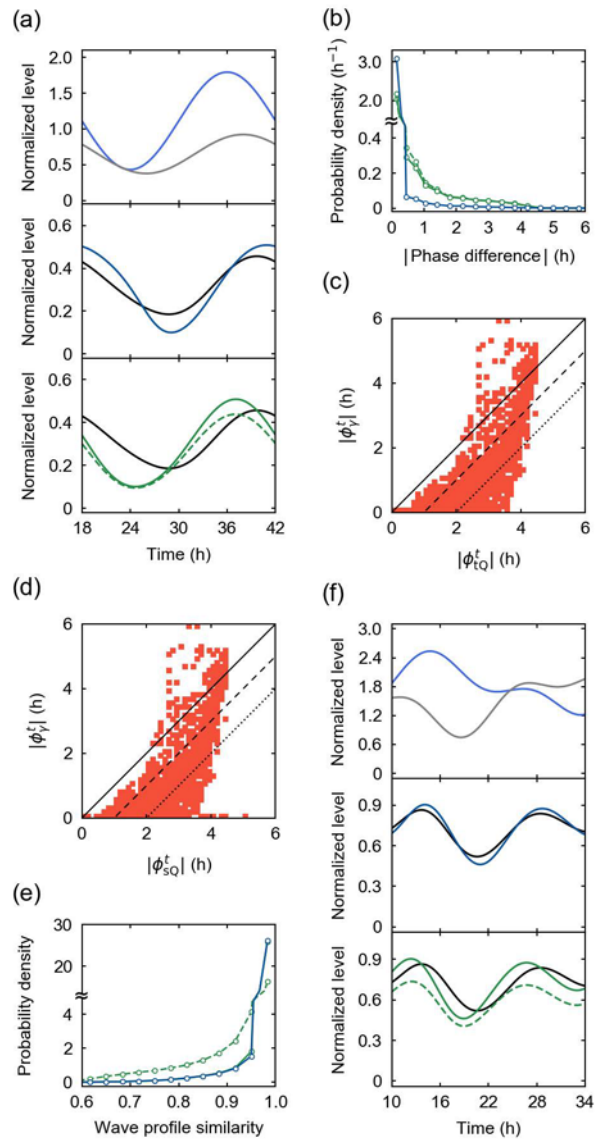 (a)
2.0
1.5
1.0
0.5
0
Normalized level
0.6
0.4
0.2
0
Normalized level
0.6
0.4
0.2
0
Normalized level
18 24 30 36 42
Time (h)
(b)
3.0
2.0
≈
0.4
0.2
0
Probability density (h⁻¹)
0 1 2 3 4 5 6
|Phase difference| (h)
(c)
6
4
2
0
|ϕᵗᵧ| (h)
0 2 4 6
|ϕᵗ_tQ| (h)
(d)
6
4
2
0
|ϕᵗᵧ| (h)
0 2 4 6
|ϕᵗ_sQ| (h)
(e)
30
20
≈
4
2
0
Probability density
0.6 0.7 0.8 0.9 1.0
Wave profile similarity
(f)
3.0
2.4
1.8
1.2
0.6
0
Normalized level
0.9
0.6
0.3
0
Normalized level
0.9
0.6
0.3
0
Normalized level
10 16 22 28 34
Time (h)